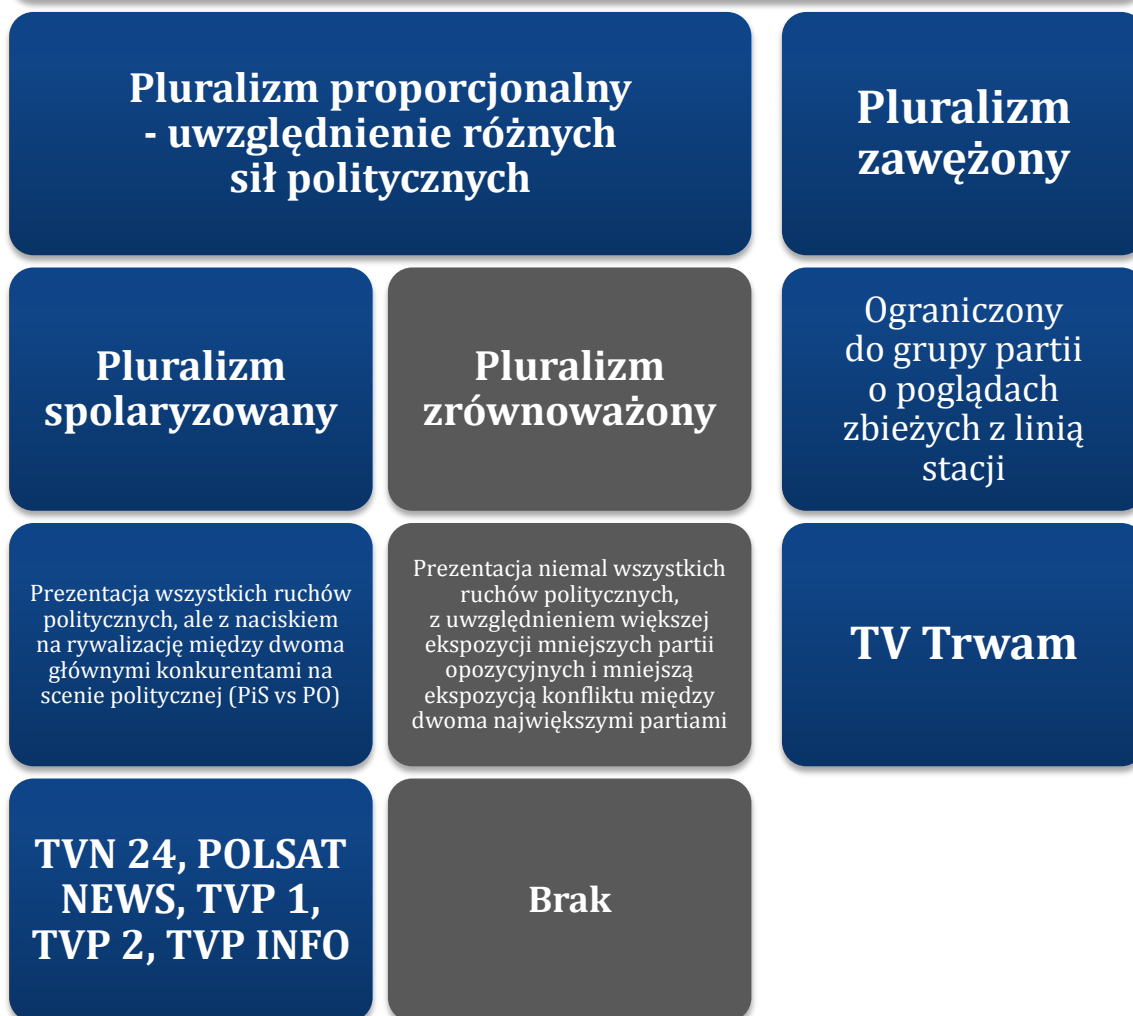 Pluralizm proporcjonalny
- uwzględnienie różnych
sił politycznych
Pluralizm
zawężony
Pluralizm
spolaryzowany
Pluralizm
zrównoważony
Ograniczony
do grupy partii
o poglądach
zbieżych z linią
stacji
Prezentacja wszystkich ruchów
politycznych, ale z naciskiem
na rywalizację między dwoma
głównymi konkurentami na
scenie politycznej (PiS vs PO)
Prezentacja niemal wszystkich
ruchów politycznych,
z uwzględnieniem większej
ekspozycji mniejszych partii
opozycyjnych i mniejszą
ekspozycją konfliktu między
dwoma największymi partiami
TV Trwam
TVN 24, POLSAT
NEWS, TVP 1,
TVP 2, TVP INFO
Brak